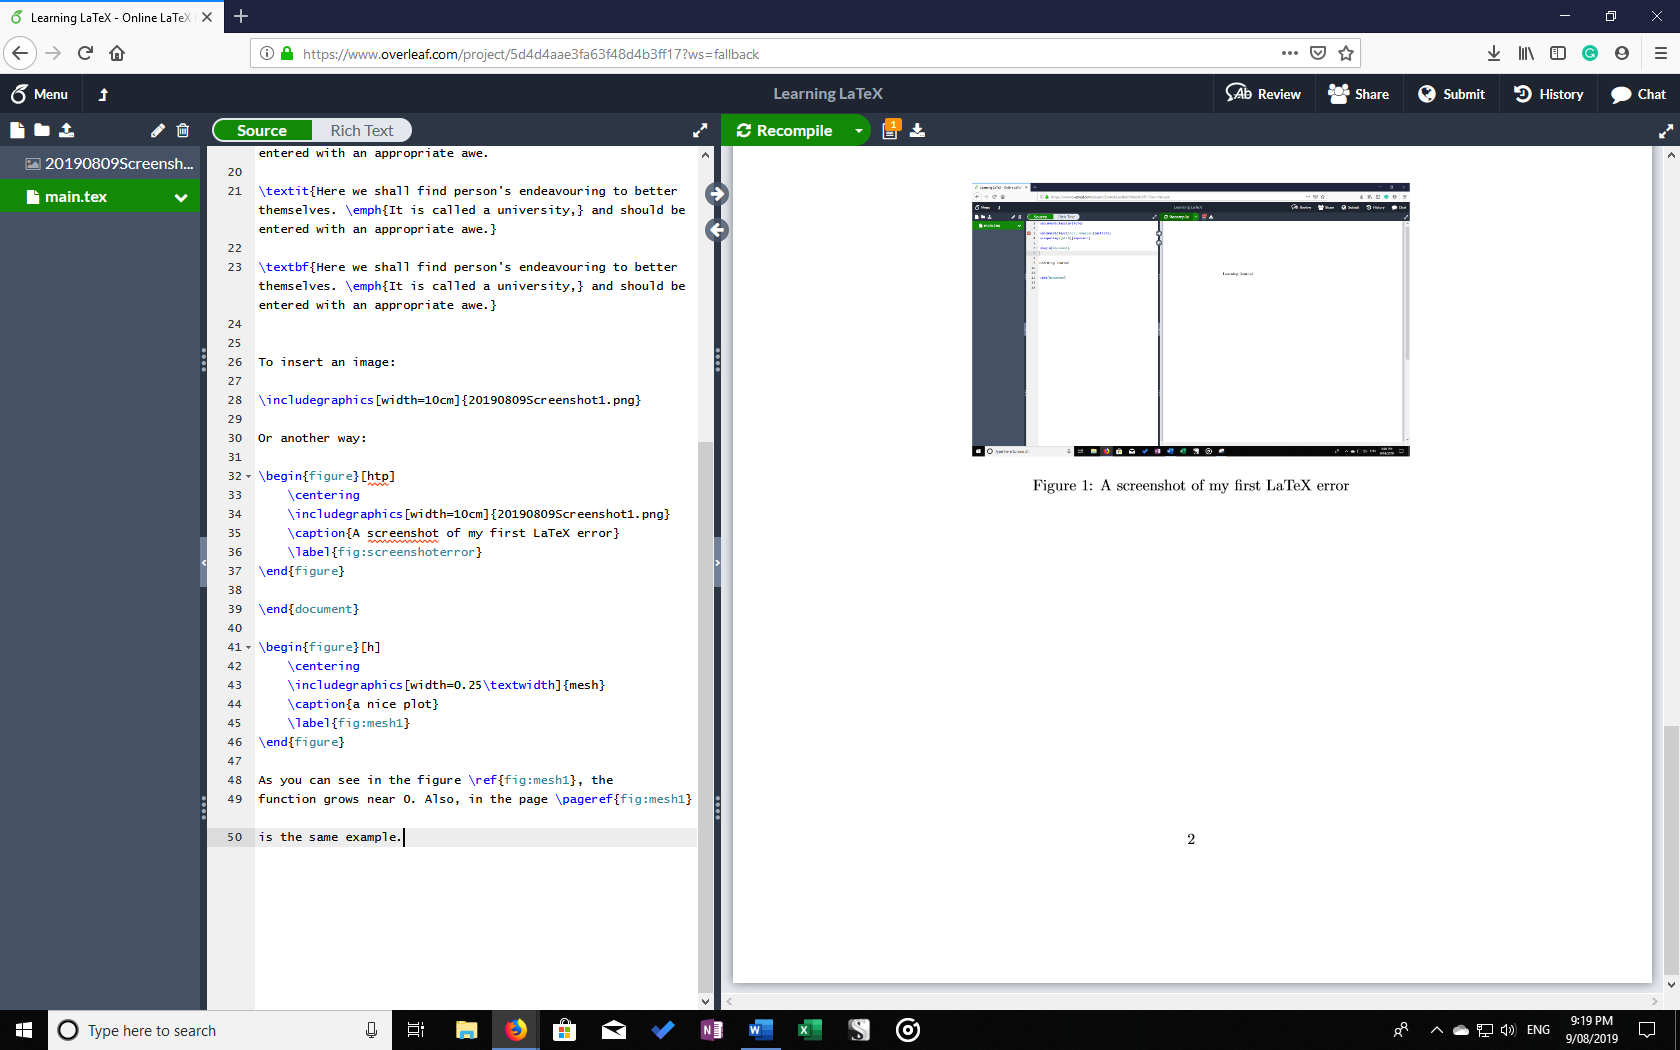 Learning LaTeX - Online LaTeX
https://www.overleaf.com/project/5d4d4aae3fa63f48d4b3ff17?ws=fallback
Menu
Learning LaTeX
Review
Share
Submit
History
Chat
Source
Rich Text
Recompile
1
20190809Screensh...
main.tex
entered with an appropriate awe.
20
21 \textit{Here we shall find person's endeavouring to better
themselves. \emph{It is called a university,} and should be
entered with an appropriate awe.}
22
23 \textbf{Here we shall find person's endeavouring to better
themselves. \emph{It is called a university,} and should be
entered with an appropriate awe.}
24
25
26 To insert an image:
27
28 \includegraphics[width=10cm]{20190809Screenshot1.png}
29
30 Or another way:
31
32 \begin{figure}[htp]
33 \centering
34 \includegraphics[width=10cm]{20190809Screenshot1.png}
35 \caption{A screenshot of my first LaTeX error}
36 \label{fig:screenshoterror}
37 \end{figure}
38
39 \end{document}
40
41 \begin{figure}[h]
42 \centering
43 \includegraphics[width=0.25\textwidth]{mesh}
44 \caption{a nice plot}
45 \label{fig:mesh1}
46 \end{figure}
47
48 As you can see in the figure \ref{fig:mesh1}, the
49 function grows near 0. Also, in the page \pageref{fig:mesh1}
50 is the same example.
Figure 1: A screenshot of my first LaTeX error
2
Type here to search
ENG
9:19 PM
9/08/2019